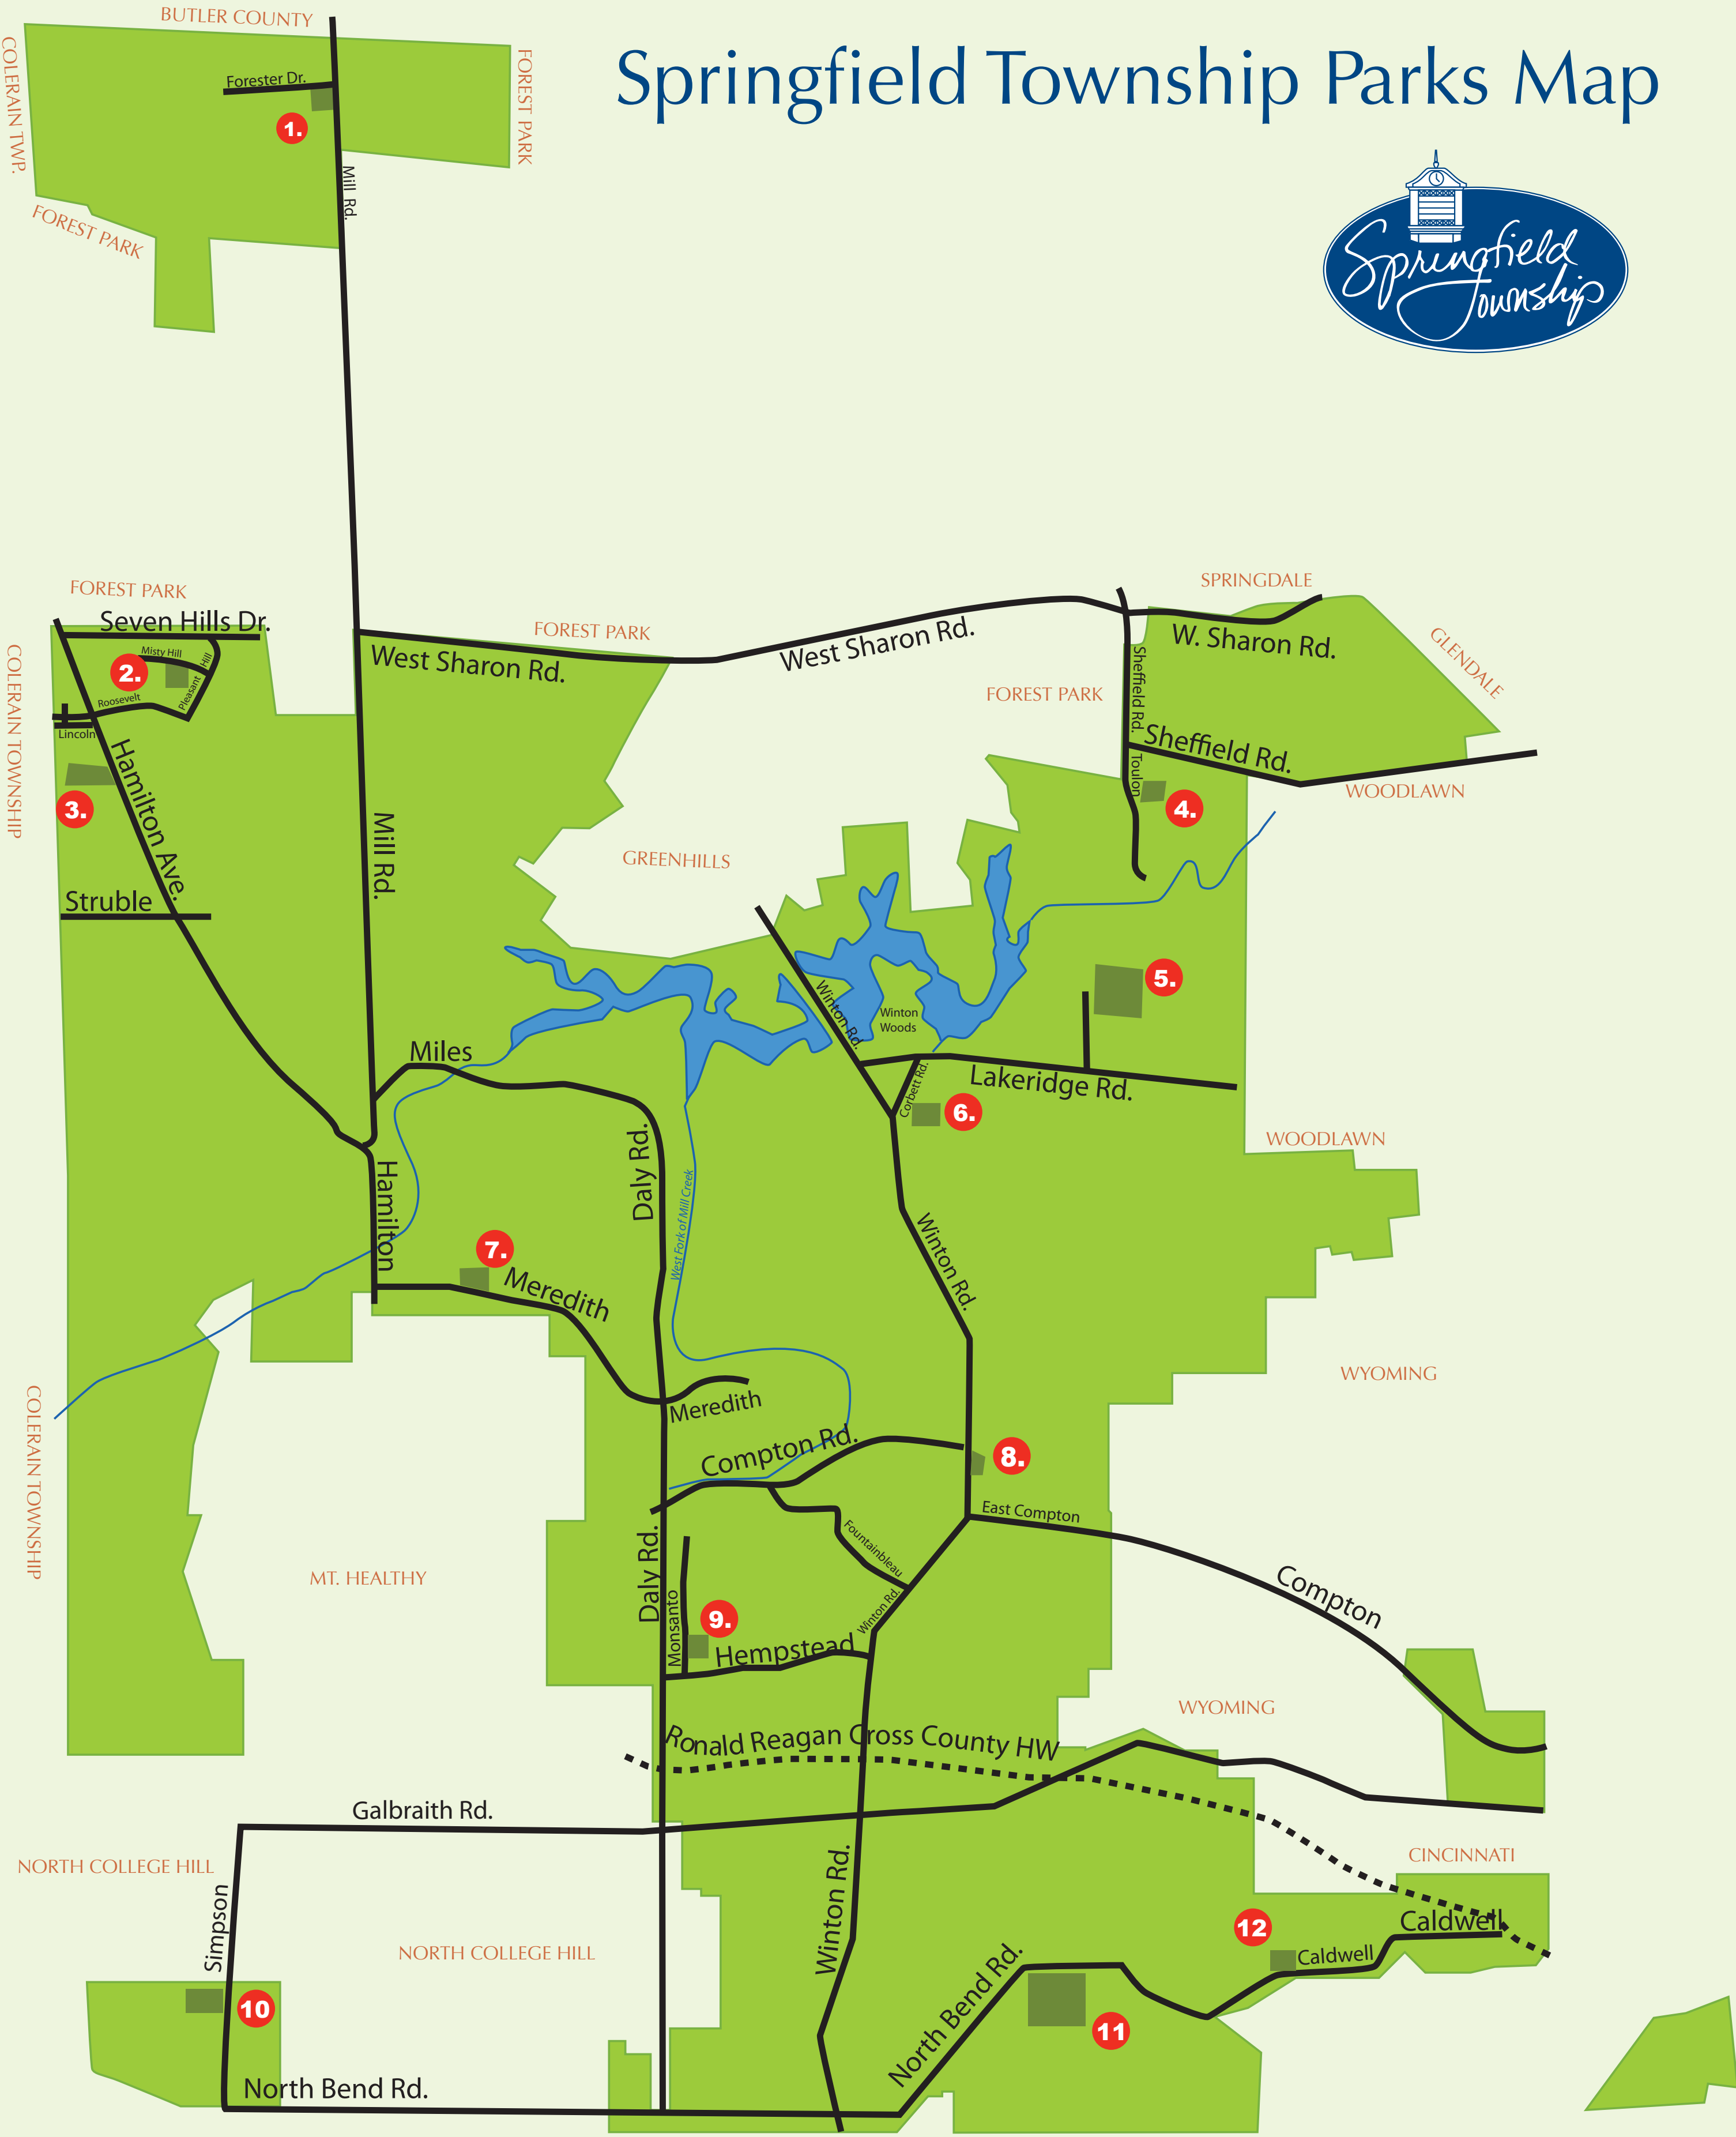 BUTLER COUNTY
Springfield Township Parks Map
COLERAIN TWP.
FOREST PARK
Forester Dr.
1.
Mill Rd.
FOREST PARK
Springfield
Township
FOREST PARK
SPRINGDALE
Seven Hills Dr.
FOREST PARK
West Sharon Rd.
W. Sharon Rd.
GLENDALE
COLERAIN TOWNSHIP
Misty Hill
Pleasant Hill
2.
West Sharon Rd.
Sheffield Rd.
FOREST PARK
Roosevelt
Lincoln
Hamilton Ave.
Sheffield Rd.
Toulon
WOODLAWN
3.
4.
Mill Rd.
GREENHILLS
Struble
5.
Winton Rd.
Winton
Woods
Miles
Lakeridge Rd.
Corbett Rd.
6.
Daly Rd.
WOODLAWN
Hamilton
West Fork of Mill Creek
7.
Meredith
Winton Rd.
WYOMING
Meredith
COLERAIN TOWNSHIP
Compton Rd.
8.
East Compton
MT. HEALTHY
Daly Rd.
Fountainbleau
Compton
Monsanto
9.
Winton Rd.
Hempstead
WYOMING
Ronald Reagan Cross County HW
Galbraith Rd.
NORTH COLLEGE HILL
CINCINNATI
Simpson
Winton Rd.
12
Caldwell
NORTH COLLEGE HILL
Caldwell
10
North Bend Rd.
11
North Bend Rd.